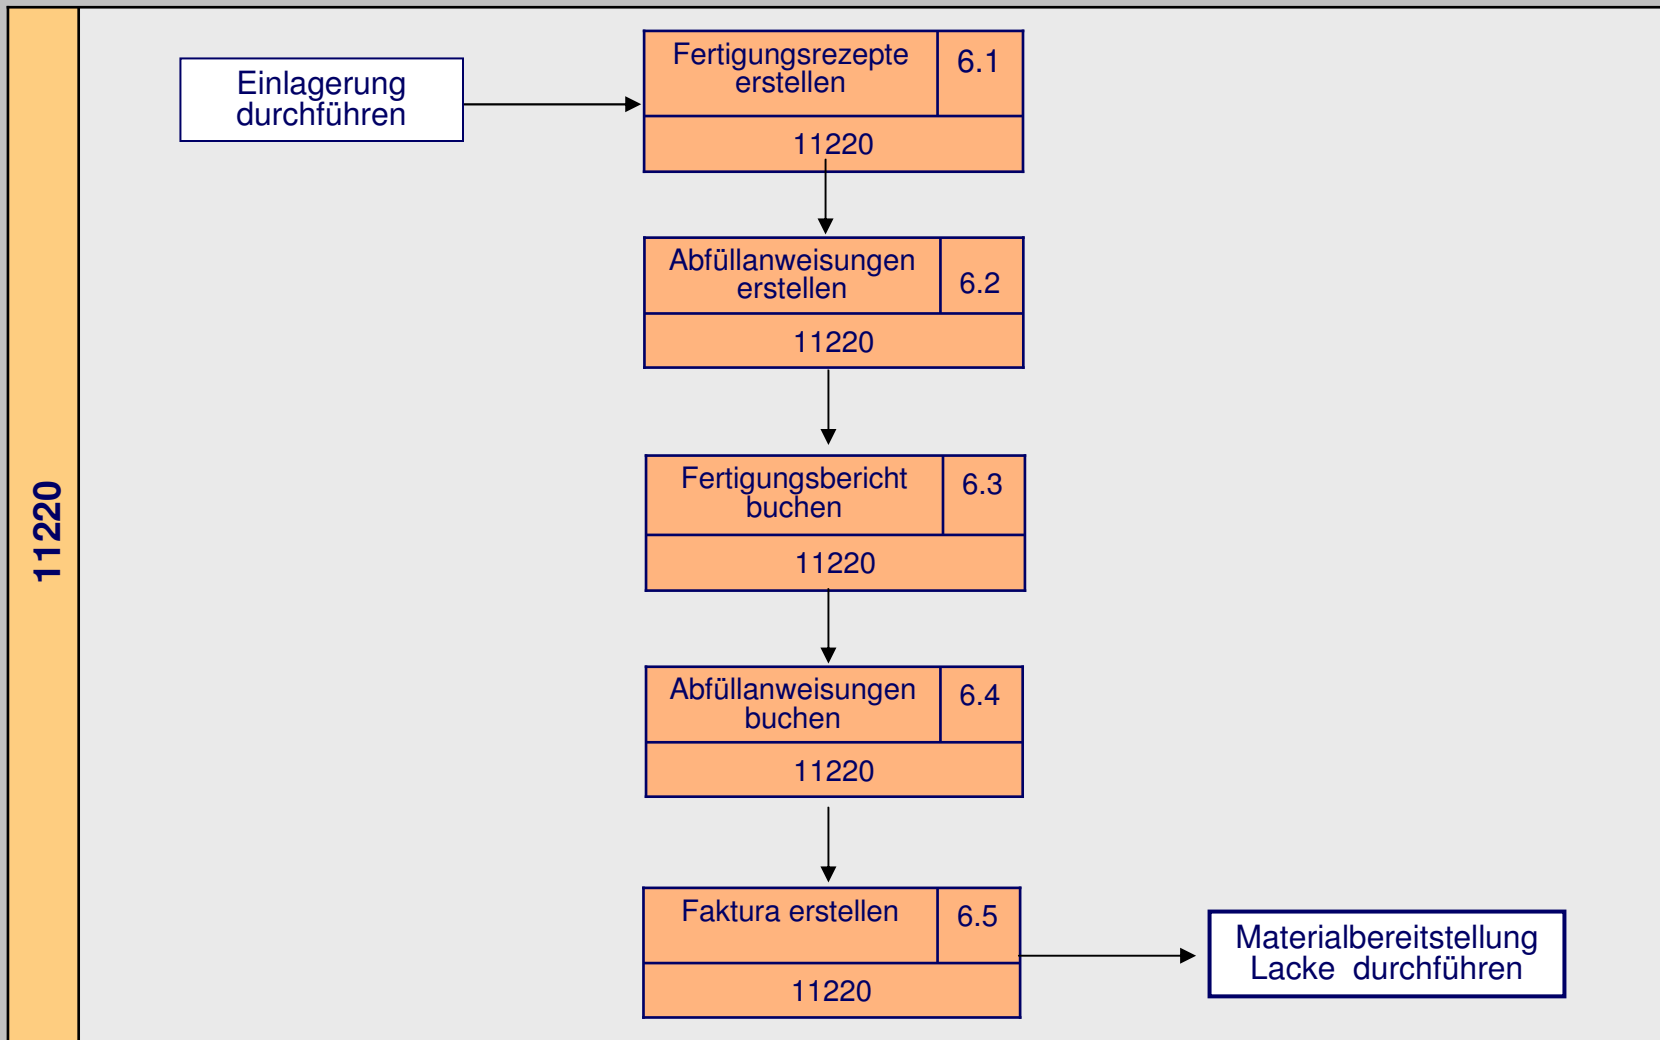 11220
Einlagerung
durchführen
Fertigungsrezepte
erstellen
6.1
11220
Abfüllanweisungen
erstellen
6.2
11220
Fertigungsbericht
buchen
6.3
11220
Abfüllanweisungen
buchen
6.4
11220
Faktura erstellen
6.5
11220
Materialbereitstellung
Lacke durchführen